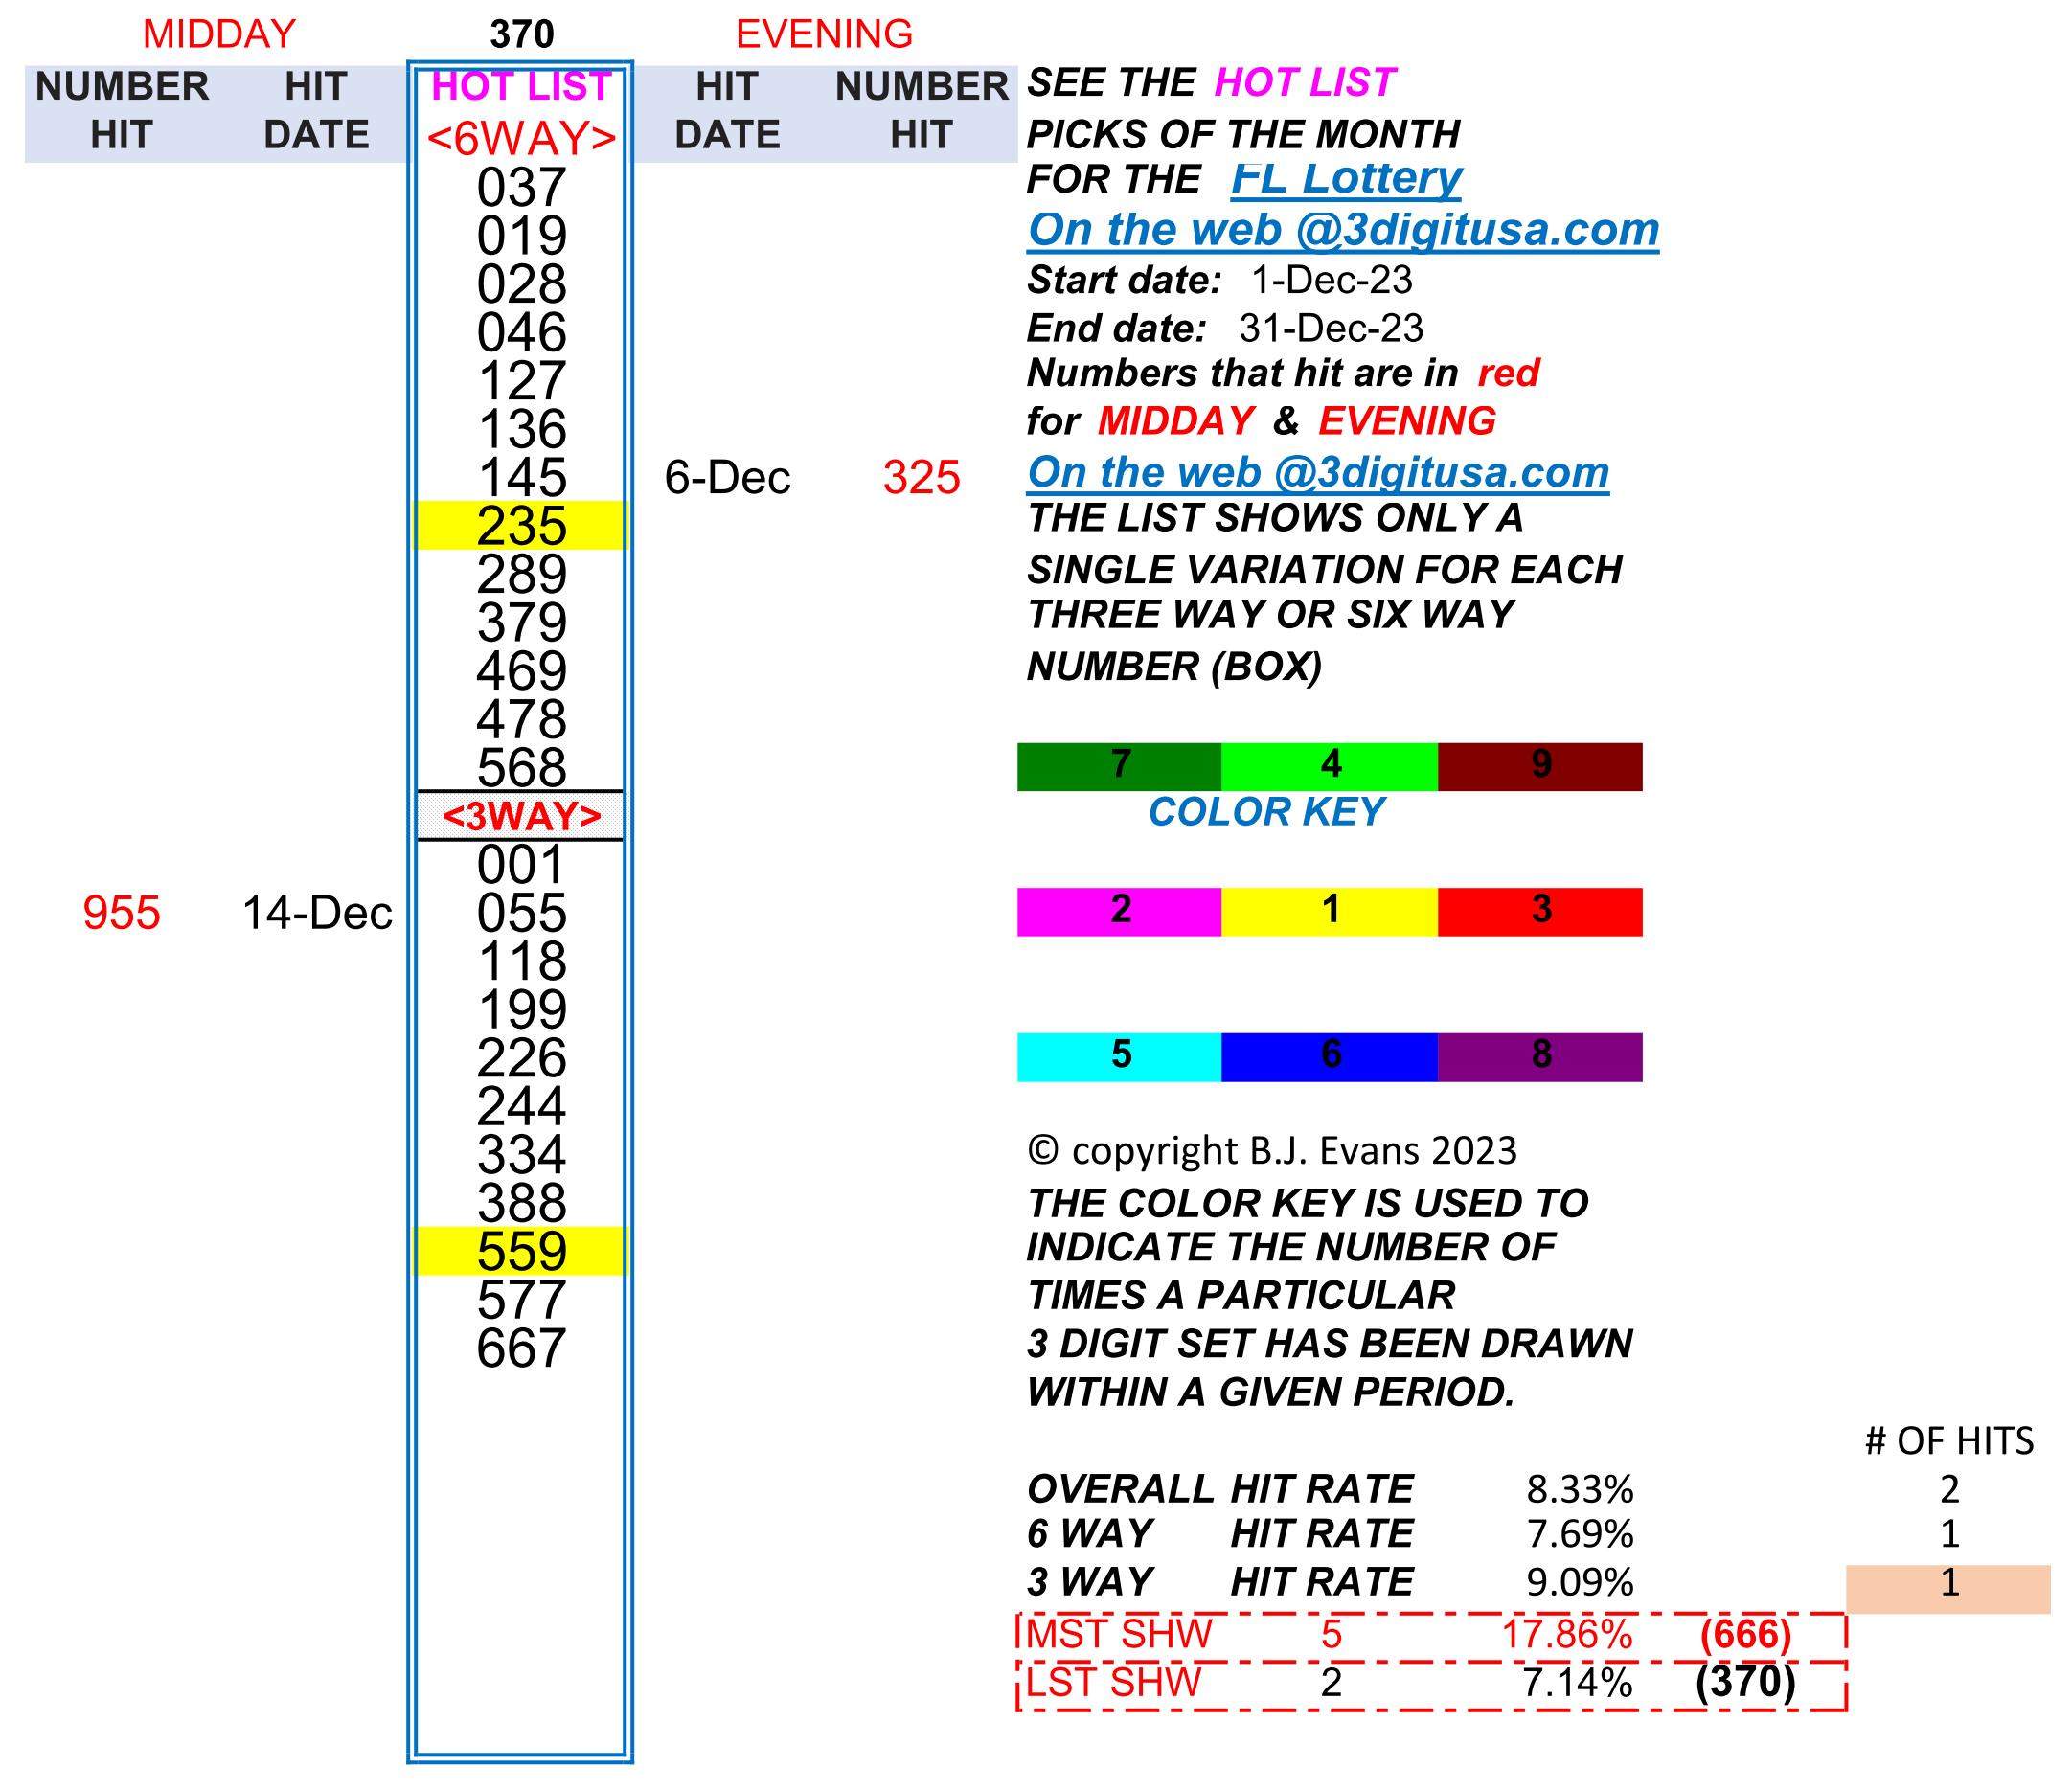 MIDDAY 370 EVENING
NUMBER HIT HOT LIST HIT NUMBER SEE THE HOT LIST
HIT DATE <6WAY> DATE HIT PICKS OF THE MONTH
037 FOR THE FL Lottery
019 On the web @3digitusa.com
028 Start date: 1-Dec-23
046 End date: 31-Dec-23
127 Numbers that hit are in red
136 for MIDDAY & EVENING
145 6-Dec 325 On the web @3digitusa.com
235 THE LIST SHOWS ONLY A
289 SINGLE VARIATION FOR EACH
379 THREE WAY OR SIX WAY
469 NUMBER (BOX)
478
568 7 4 9
<3WAY> COLOR KEY
001
955 14-Dec 055 2 1 3
118
199
226 5 6 8
244
334 © copyright B.J. Evans 2023
388 THE COLOR KEY IS USED TO
559 INDICATE THE NUMBER OF
577 TIMES A PARTICULAR
667 3 DIGIT SET HAS BEEN DRAWN
WITHIN A GIVEN PERIOD.
# OF HITS
OVERALL HIT RATE 8.33% 2
6 WAY HIT RATE 7.69% 1
3 WAY HIT RATE 9.09% 1
MST SHW 5 17.86% (666)
LST SHW 2 7.14% (370)